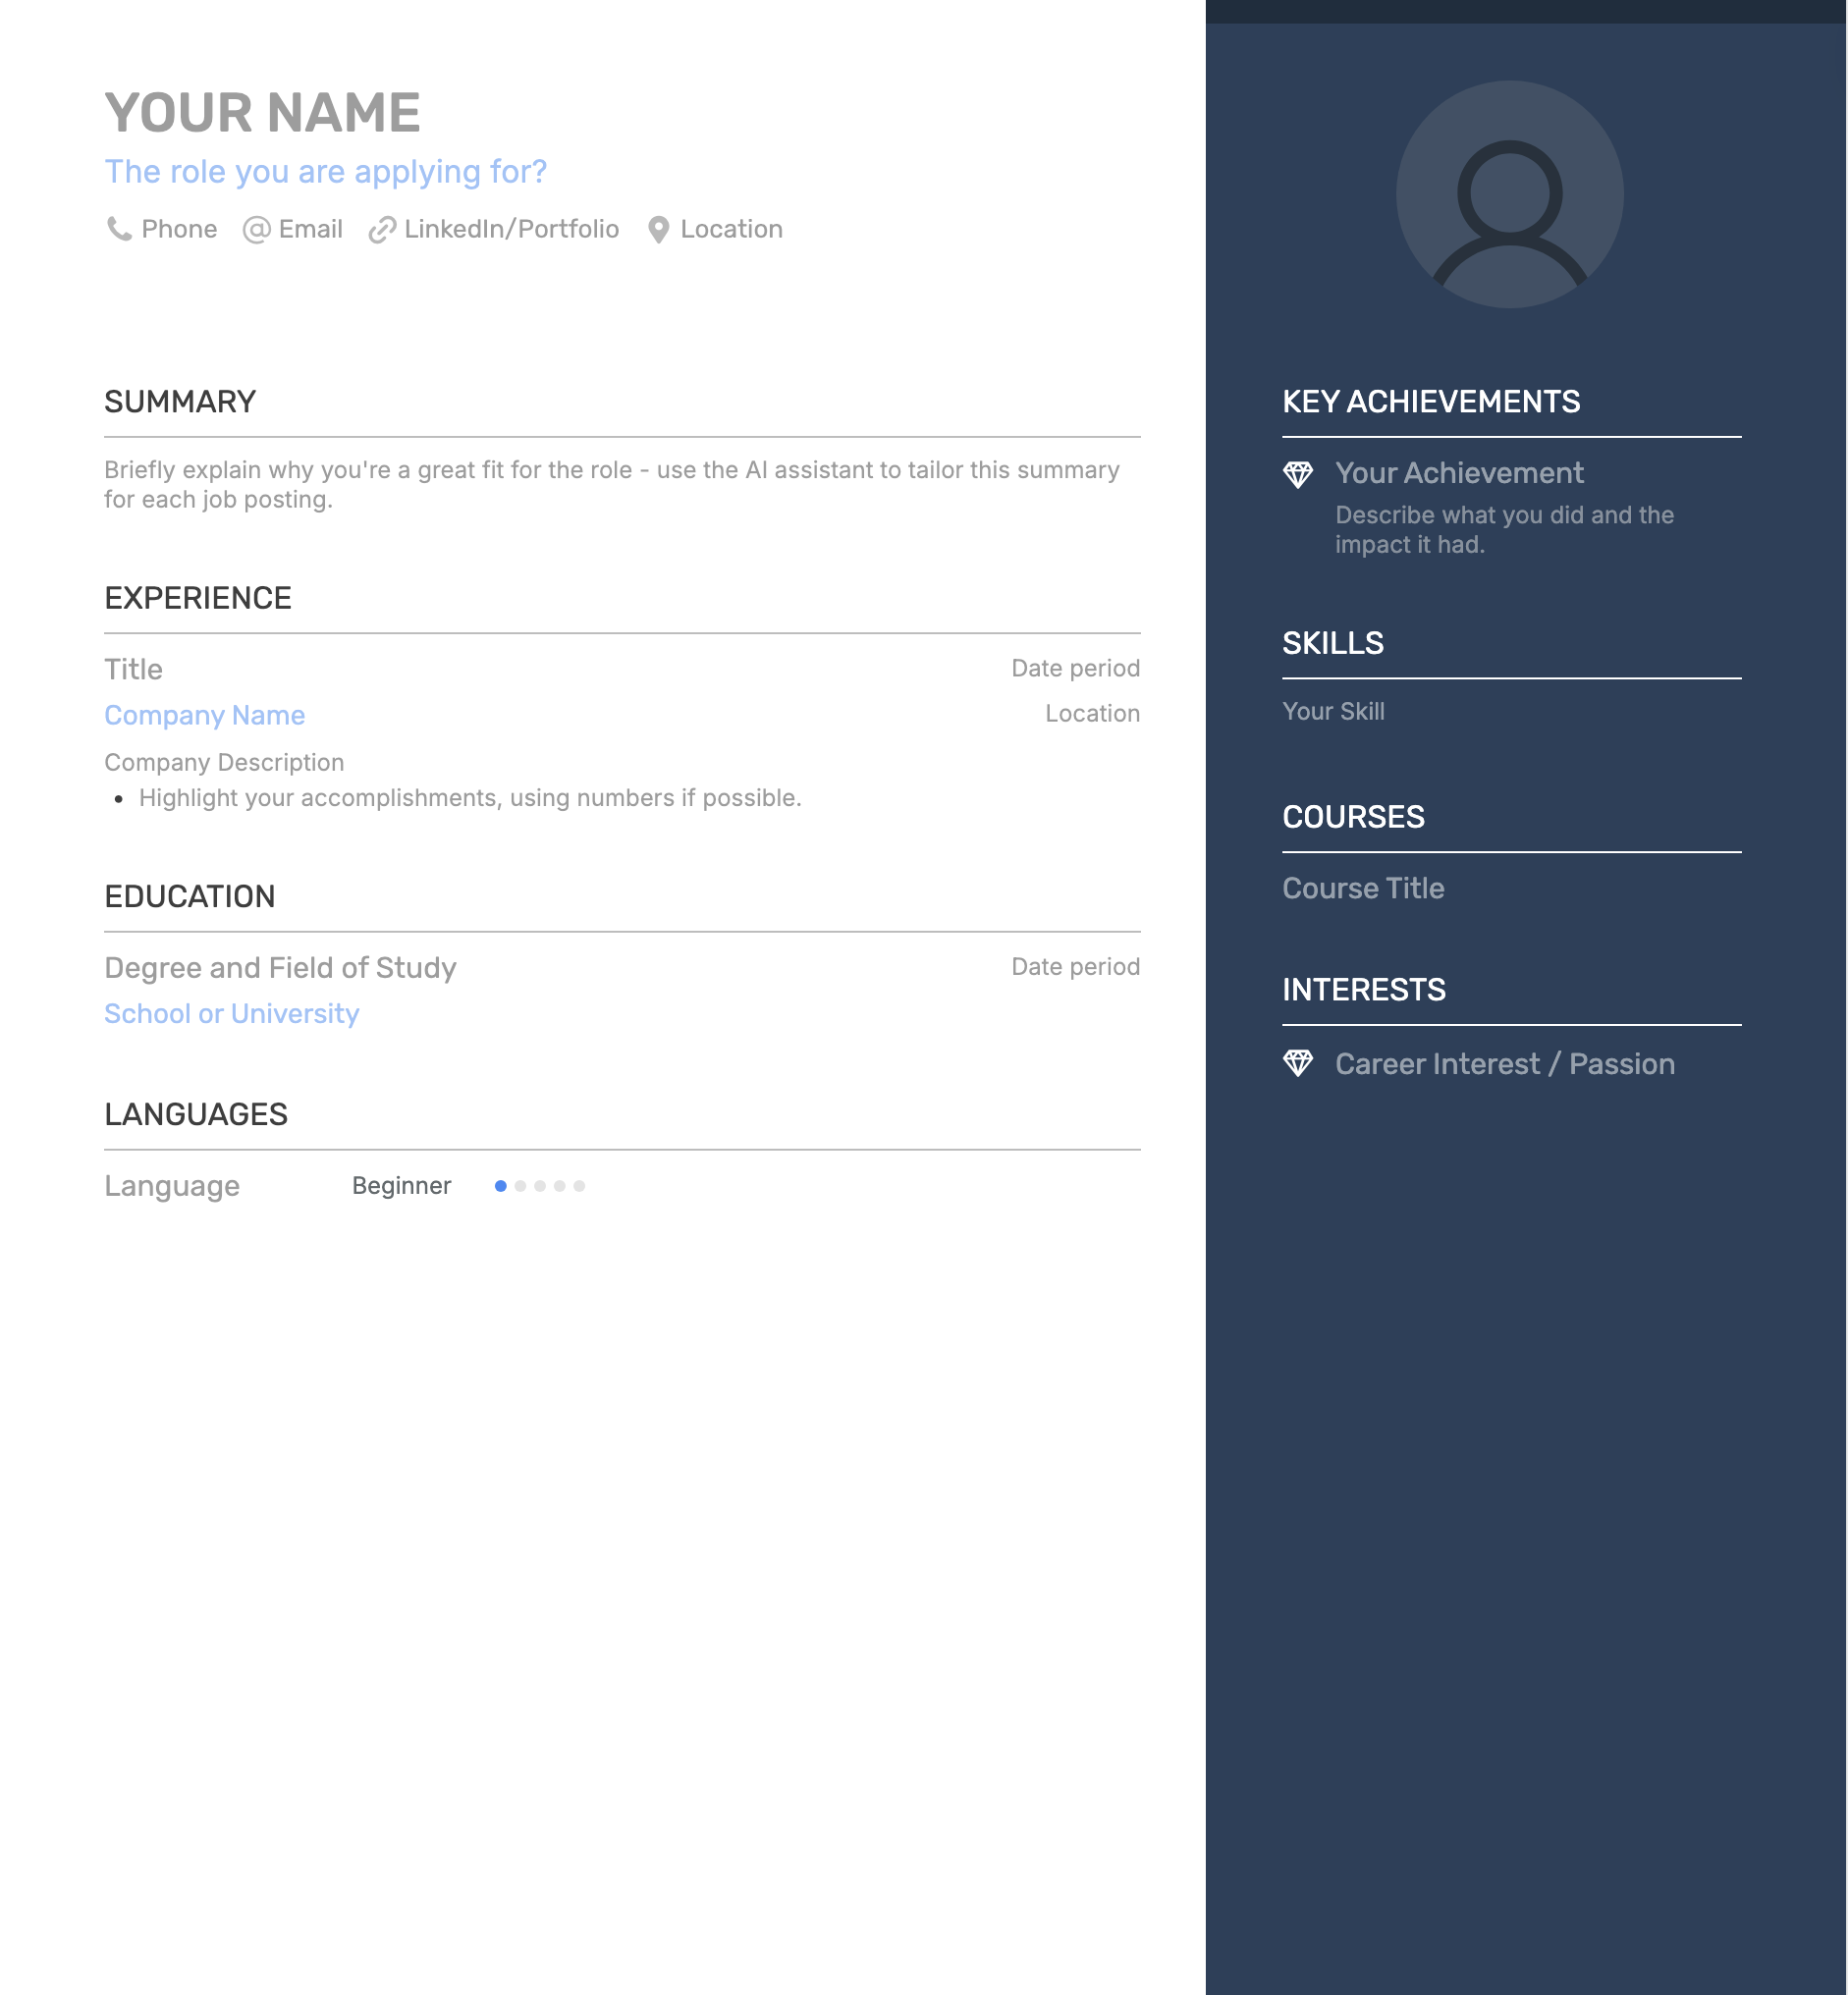 YOUR NAME
The role you are applying for?
Phone @ Email LinkedIn/Portfolio Location
SUMMARY
Briefly explain why you're a great fit for the role - use the AI assistant to tailor this summary
for each job posting.
EXPERIENCE
Title Date period
Company Name Location
Company Description
• Highlight your accomplishments, using numbers if possible.
EDUCATION
Degree and Field of Study Date period
School or University
LANGUAGES
Language Beginner
KEY ACHIEVEMENTS
Your Achievement
Describe what you did and the
impact it had.
SKILLS
Your Skill
COURSES
Course Title
INTERESTS
Career Interest / Passion